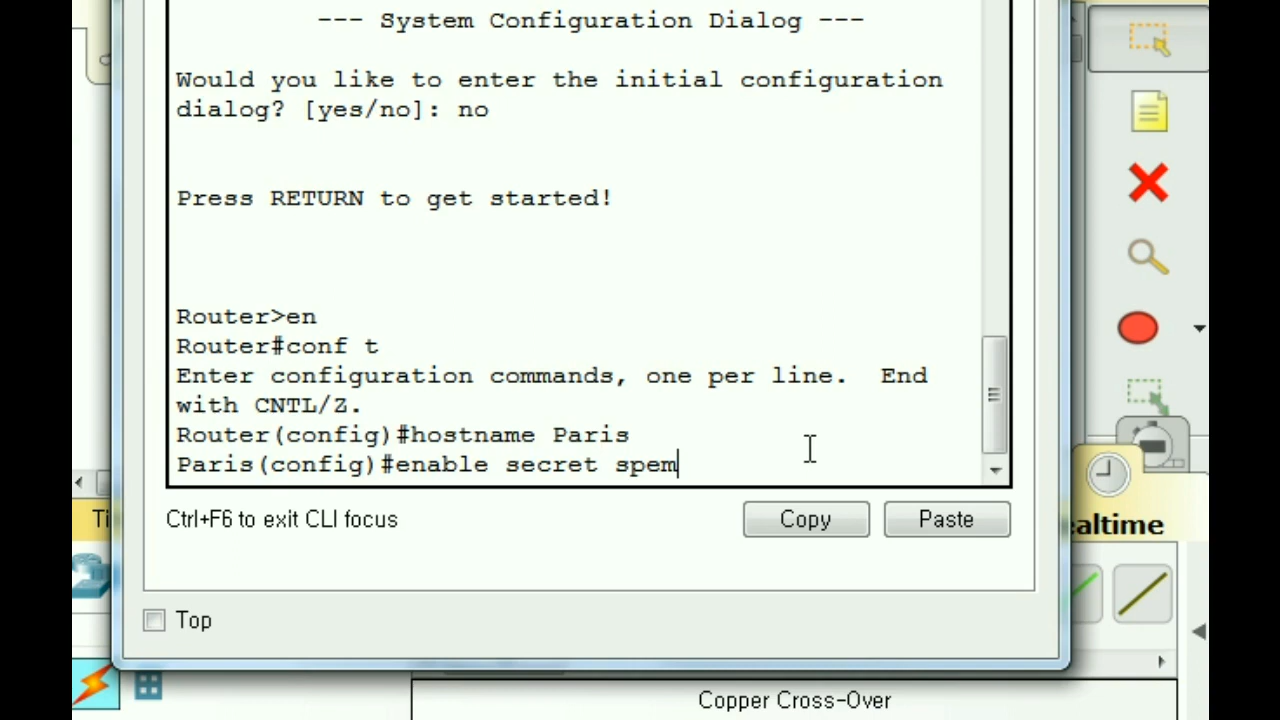 --- System Configuration Dialog ---
Would you like to enter the initial configuration
dialog? [yes/no]: no
Press RETURN to get started!
Router>en
Router#conf t
Enter configuration commands, one per line.  End
with CNTL/Z.
Router(config)#hostname Paris
Paris(config)#enable secret spem
Ctrl+F6 to exit CLI focus
Copy
Paste
Ti
ealtime
Top
Copper Cross-Over